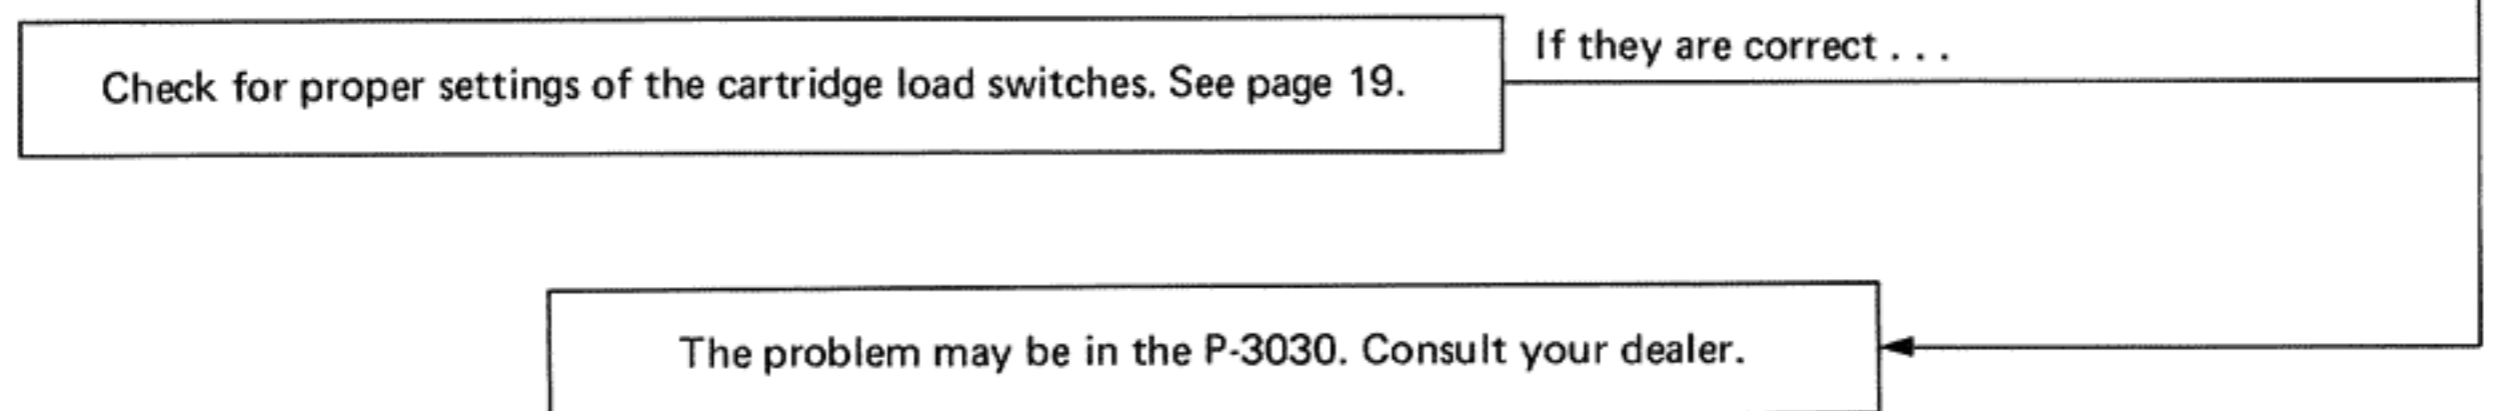 Check for proper settings of the cartridge load switches. See page 19.
If they are correct . . .
The problem may be in the P-3030. Consult your dealer.